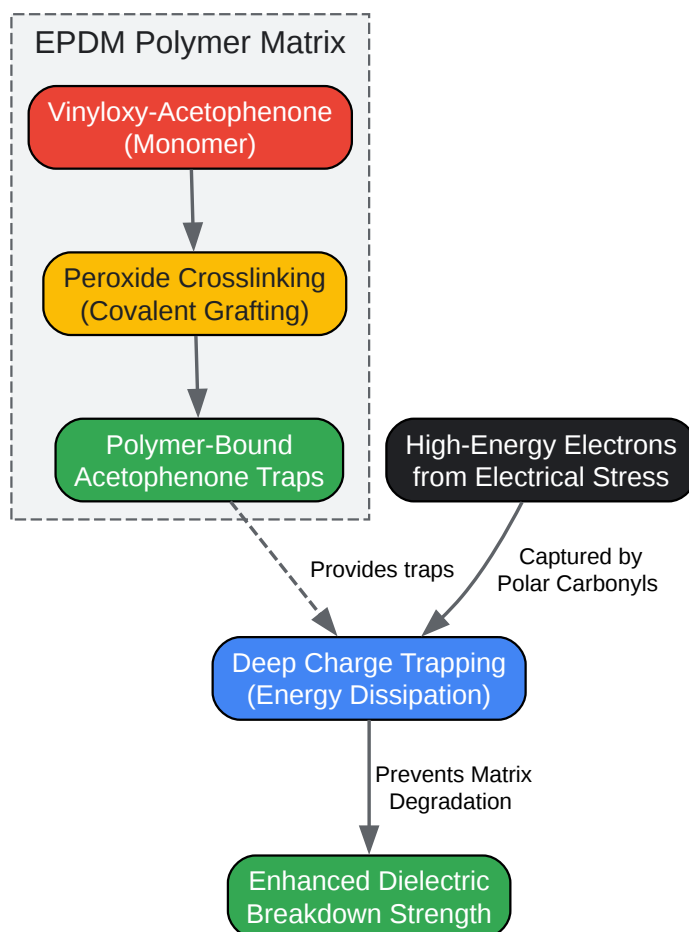 EPDM Polymer Matrix
Vinyloxy-Acetophenone
(Monomer)
Peroxide Crosslinking
(Covalent Grafting)
Polymer-Bound
Acetophenone Traps
High-Energy Electrons
from Electrical Stress
Provides traps
Captured by
Polar Carbonyls
Deep Charge Trapping
(Energy Dissipation)
Prevents Matrix
Degradation
Enhanced Dielectric
Breakdown Strength